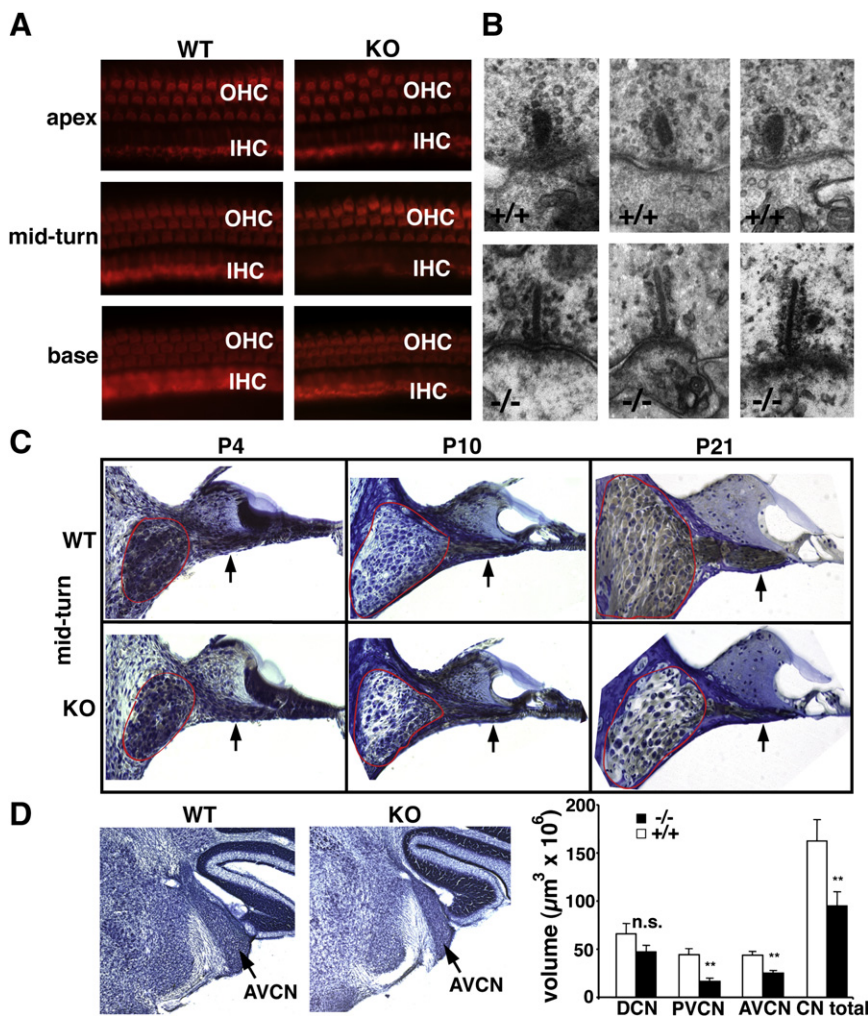 A
B
WT KO
apex
OHC OHC
IHC IHC
mid-turn
OHC OHC
IHC IHC
base
OHC OHC
IHC IHC
+/+ +/+ +/+
-/- -/- -/-
C
P4 P10 P21
WT
mid-turn
KO
D
WT KO
AVCN AVCN
volume (µm³ x 10⁶)
200
150
100
50
0
-/-
+/+
n.s.
**
**
**
DCN PVCN AVCN CN total